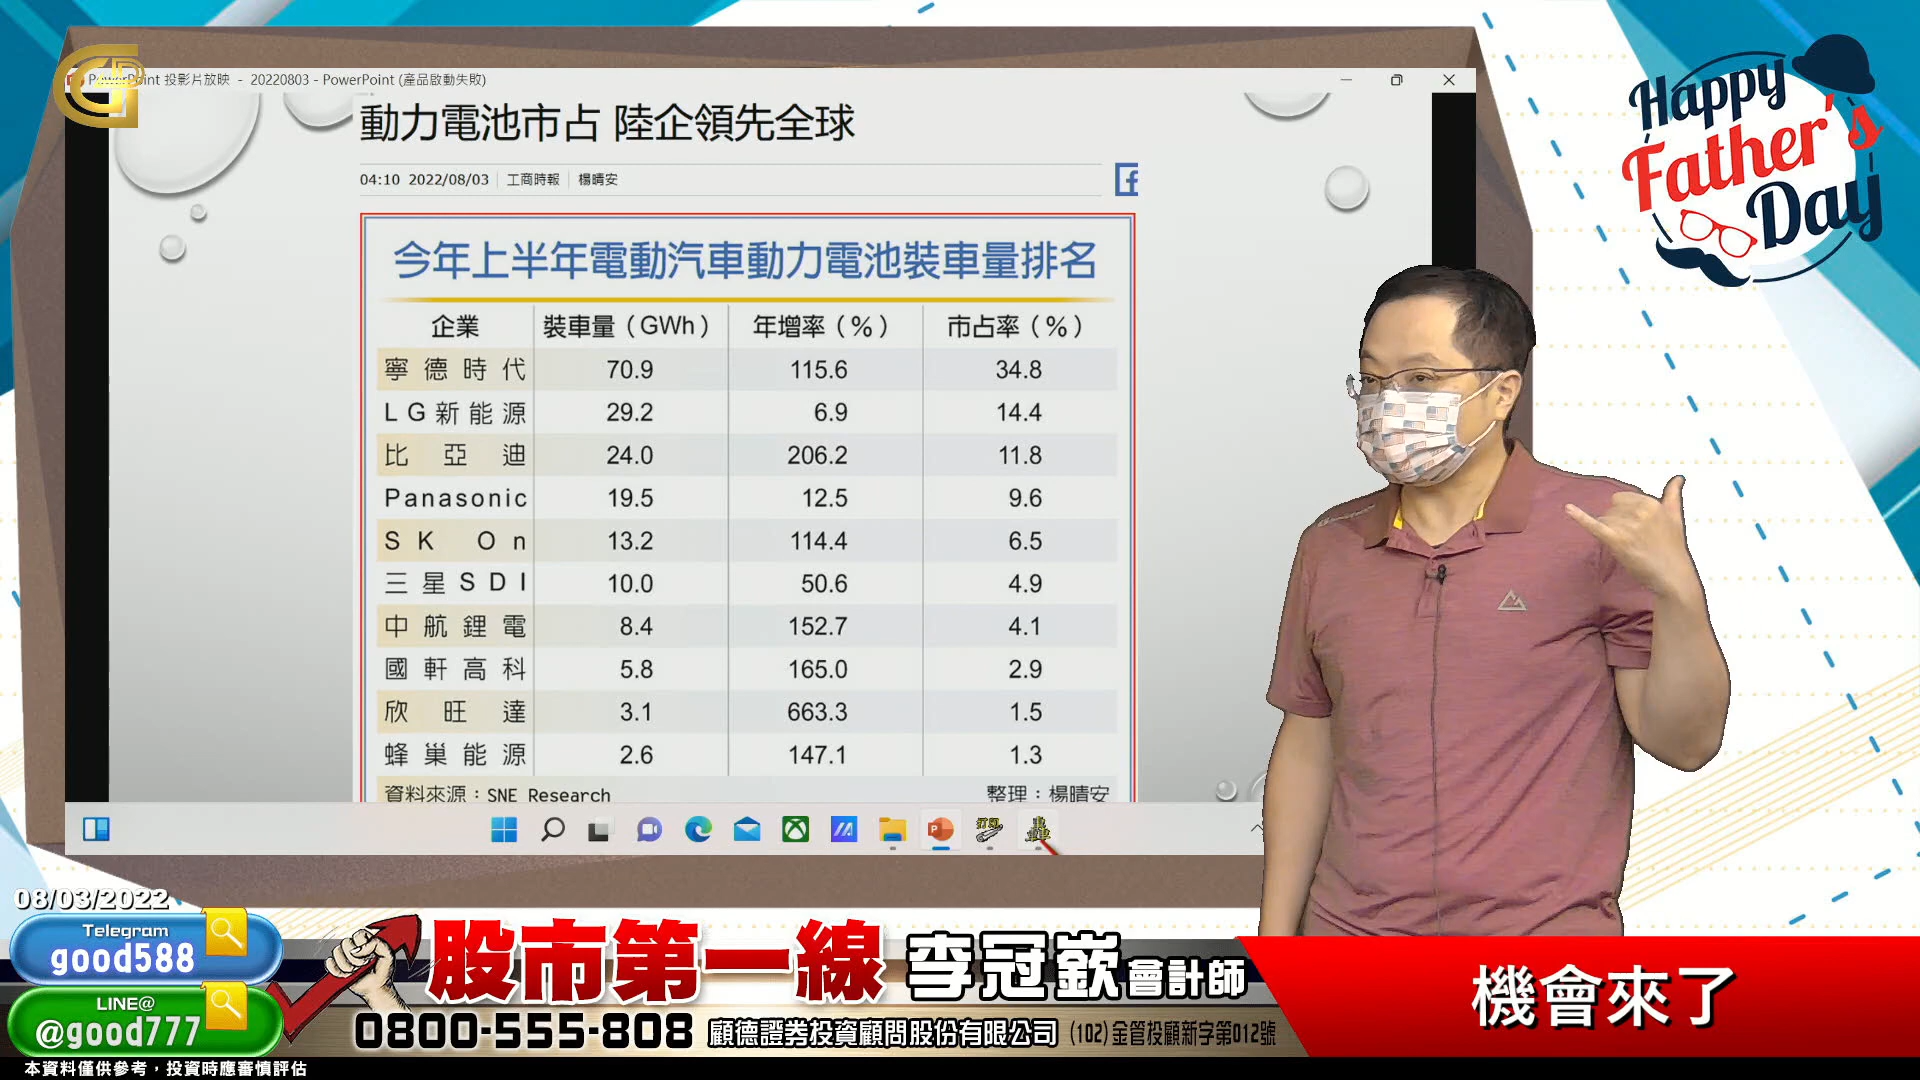 PowerPoint 投影片放映 - 20220803 - PowerPoint (產品啟動失敗)
動力電池市占 陸企領先全球
04:10 2022/08/03 工商時報 楊晴安
今年上半年電動汽車動力電池裝車量排名
企業 裝車量（GWh） 年增率（%） 市占率（%）
寧德時代 70.9 115.6 34.8
LG新能源 29.2 6.9 14.4
比亞迪 24.0 206.2 11.8
Panasonic 19.5 12.5 9.6
SK On 13.2 114.4 6.5
三星SDI 10.0 50.6 4.9
中航鋰電 8.4 152.7 4.1
國軒高科 5.8 165.0 2.9
欣旺達 3.1 663.3 1.5
蜂巢能源 2.6 147.1 1.3
資料來源：SNE Research 整理：楊晴安
Happy
Father's
Day
08/03/2022
Telegram
good588
LINE@
@good777
股市第一線 李冠嶔會計師
0800-555-808 顧德證券投資顧問股份有限公司 (102)金管投顧新字第012號
機會來了
本資料僅供參考，投資時應審慎評估